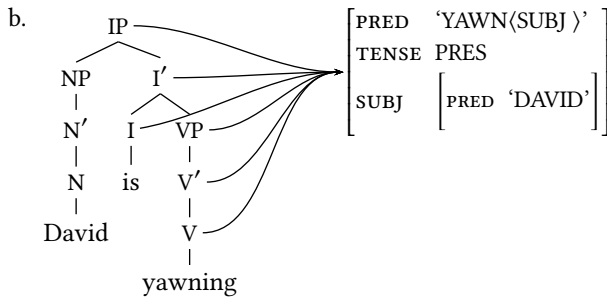 b. IP
NP I′
N′ I VP
N is V′
David V
yawning
PRED ‘YAWN⟨SUBJ ⟩’
TENSE PRES
SUBJ [PRED ‘DAVID’]